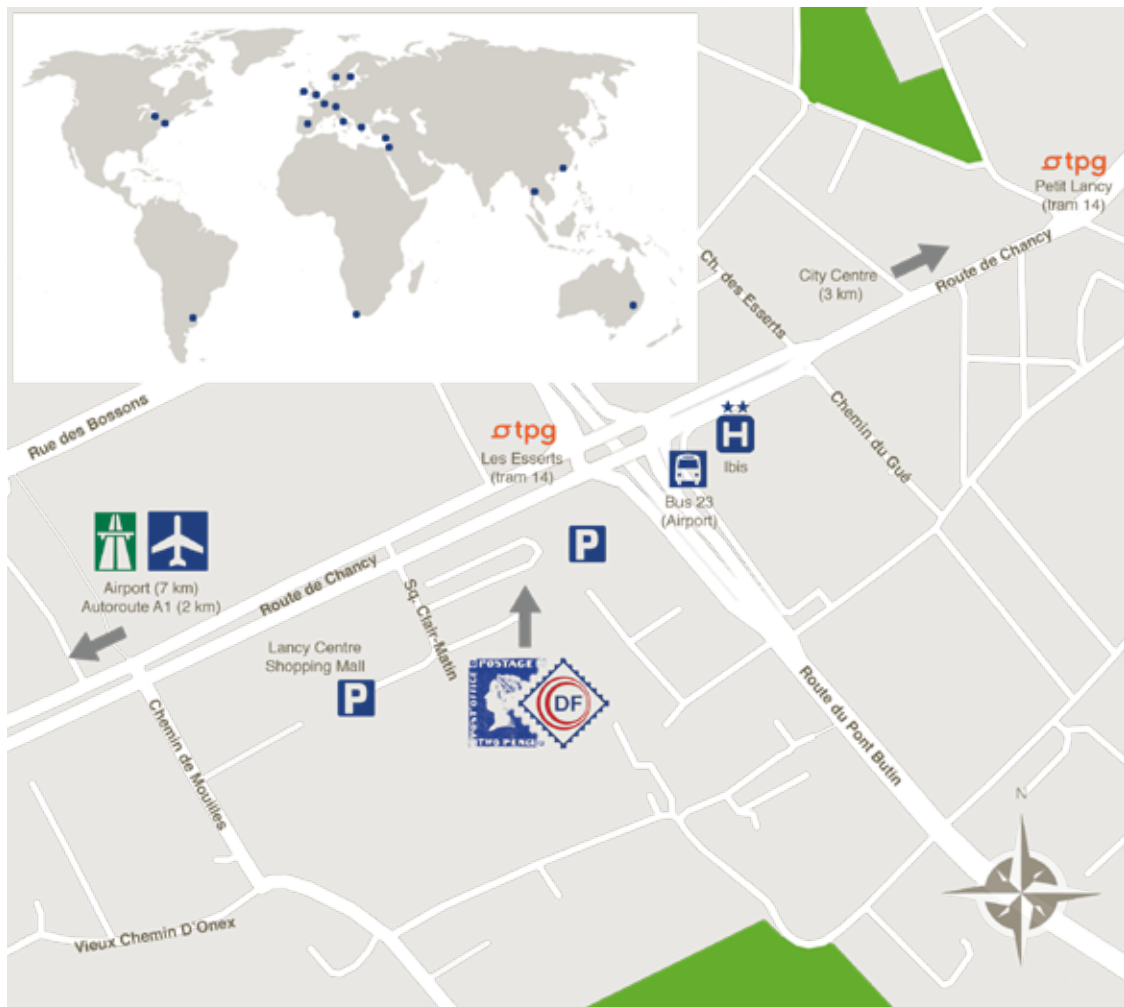 tpg
Petit Lancy
(tram 14)
Route de Chancy
City Centre
(3 km)
Ch. des Esserts
Rue des Bossons
tpg
Les Esserts
(tram 14)
H
Ibis
Chemin du Gué
Bus 23
(Airport)
P
Airport (7 km)
Autoroute A1 (2 km)
Route de Chancy
Sq. Clair-Matin
Lancy Centre
Shopping Mall
P
POSTAGE
POST OFFICE
TWO PENCE
DF
Chemin de Mouilles
Route du Pont Butin
N
Vieux Chemin D'Onex